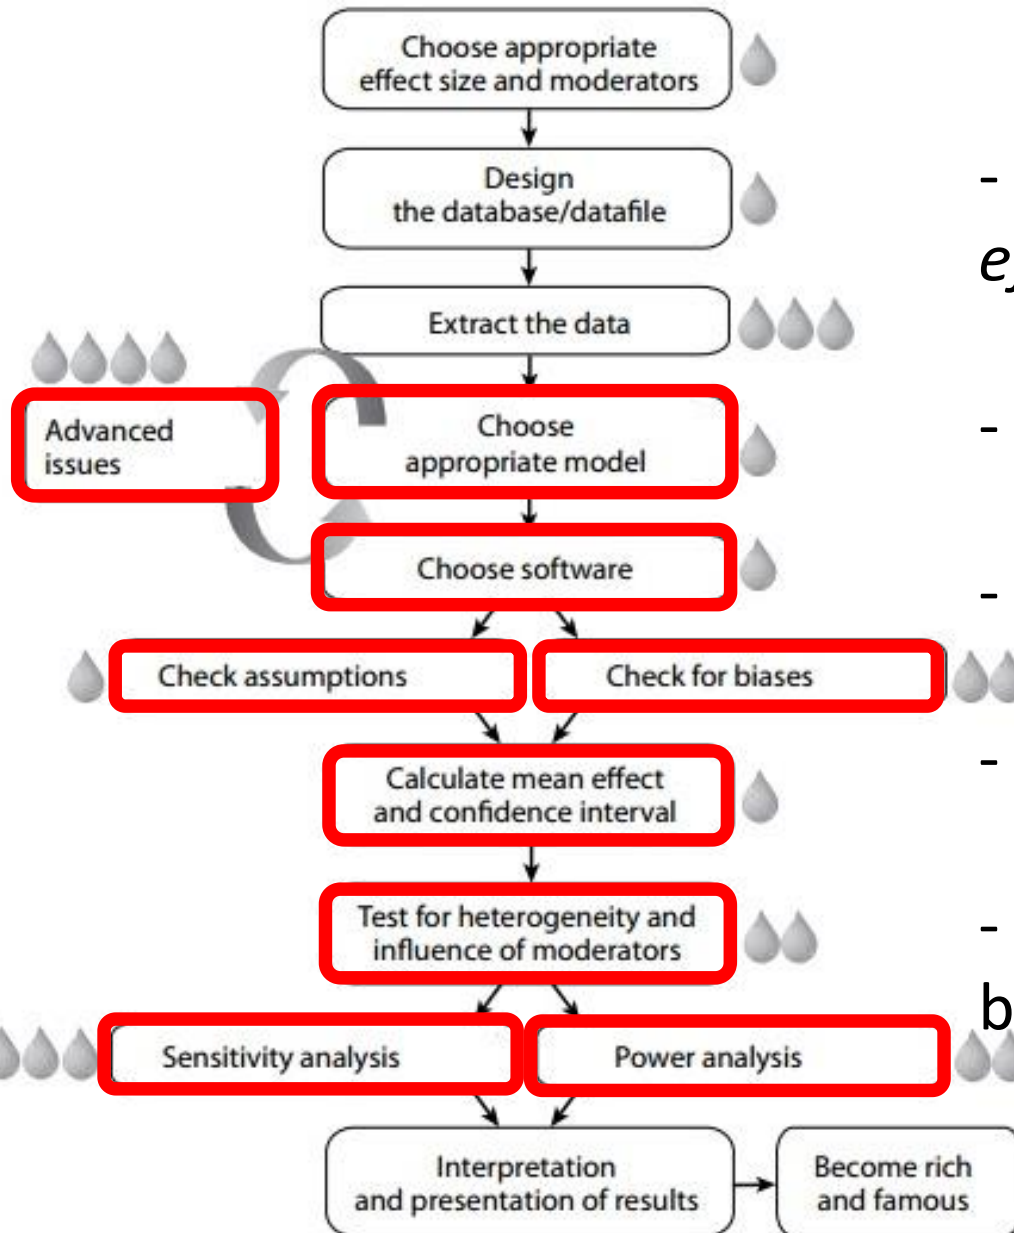 Choose appropriate
effect size and moderators
Design
the database/datafile
-
Extract the data
Advanced
issues
Choose
appropriate model
-
Choose software
-
Check assumptions
Check for biases
Calculate mean effect
and confidence interval
-
Test for heterogeneity and
influence of moderators
-
b
Sensitivity analysis
Power analysis
Interpretation
and presentation of results
Become rich
and famous